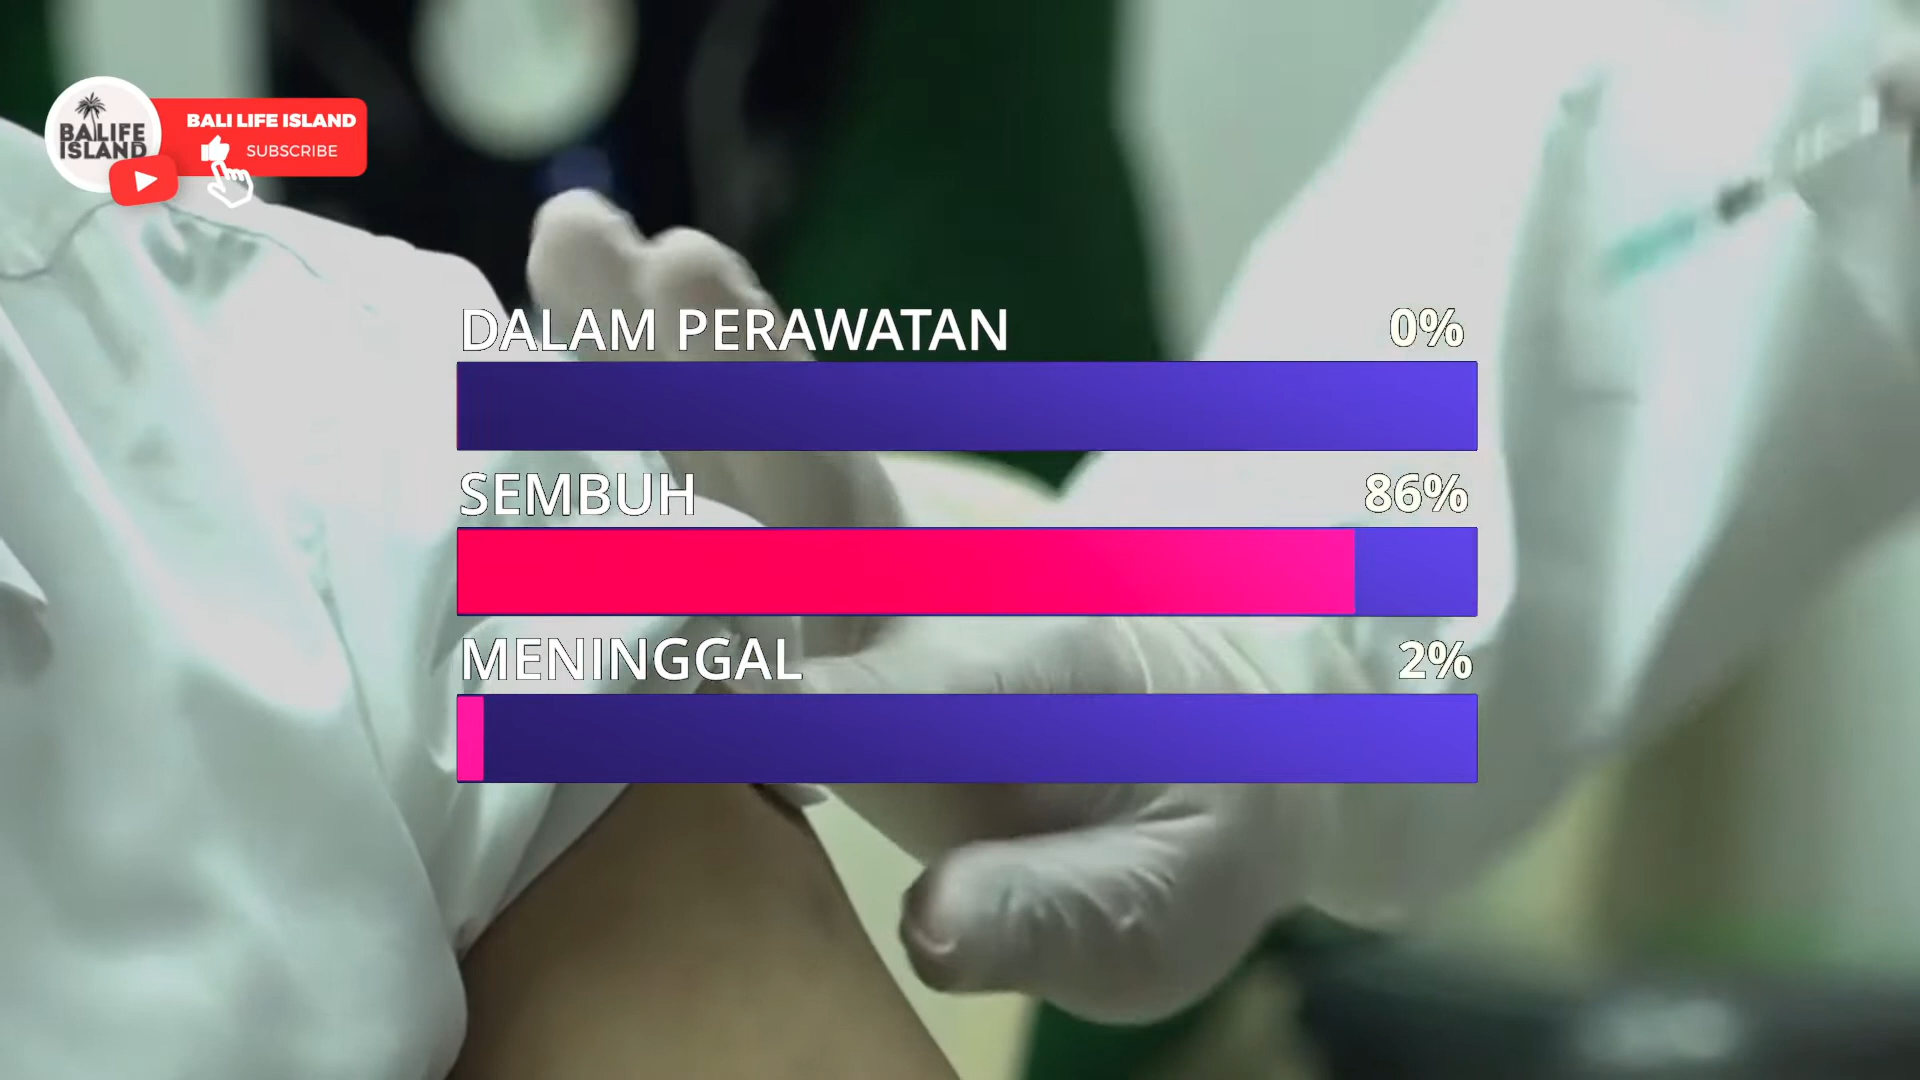 BALIFE
ISLAND
BALI LIFE ISLAND
SUBSCRIBE
DALAM PERAWATAN 0%
SEMBUH 86%
MENINGGAL 2%